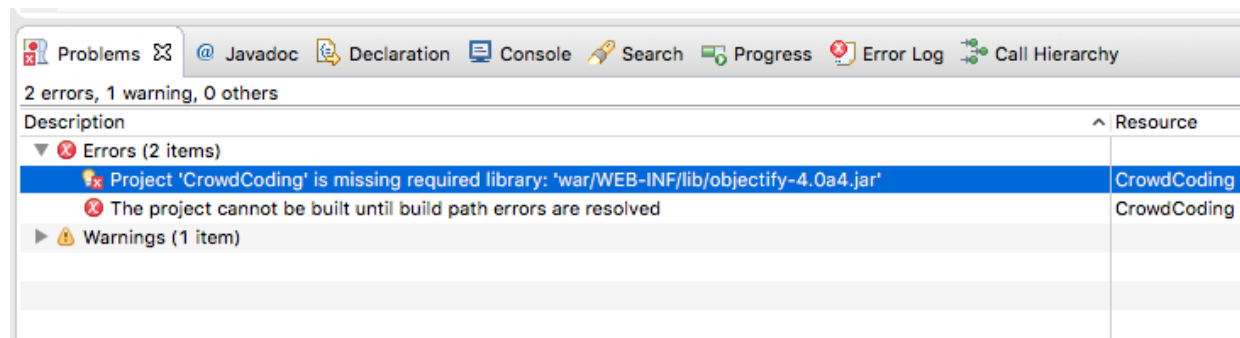 Problems @ Javadoc Declaration Console Search Progress Error Log Call Hierarchy
2 errors, 1 warning, 0 others
Description Resource
Errors (2 items)
Project 'CrowdCoding' is missing required library: 'war/WEB-INF/lib/objectify-4.0a4.jar' CrowdCoding
The project cannot be built until build path errors are resolved CrowdCoding
Warnings (1 item)